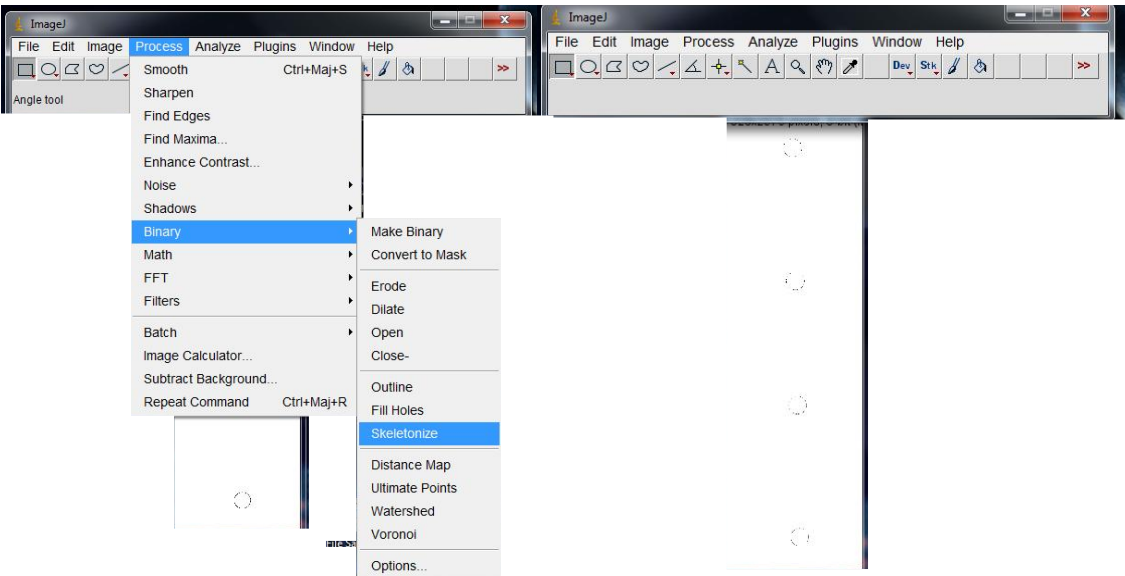 ImageJ
File Edit Image Process Analyze Plugins Window Help
Angle tool
Smooth Ctrl+Maj+S
Sharpen
Find Edges
Find Maxima...
Enhance Contrast...
Noise
Shadows
Binary
Math
FFT
Filters
Batch
Image Calculator...
Subtract Background...
Repeat Command Ctrl+Maj+R
Make Binary
Convert to Mask
Erode
Dilate
Open
Close-
Outline
Fill Holes
Skeletonize
Distance Map
Ultimate Points
Watershed
Voronoi
Options...
ImageJ
File Edit Image Process Analyze Plugins Window Help
A Dev Stk >>